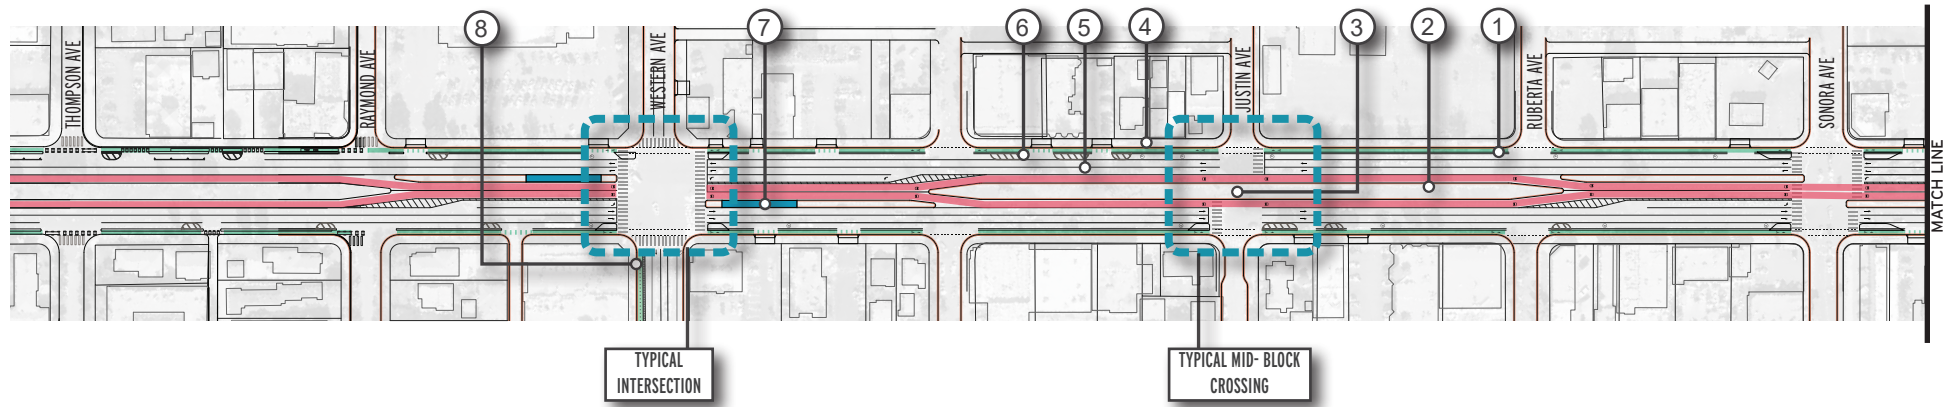 8
7
6
5
4
3
2
1
THOMPSON AVE
RAYMOND AVE
WESTERN AVE
JUSTIN AVE
RUBERTA AVE
SONORA AVE
MATCH LINE
TYPICAL
INTERSECTION
TYPICAL MID- BLOCK
CROSSING